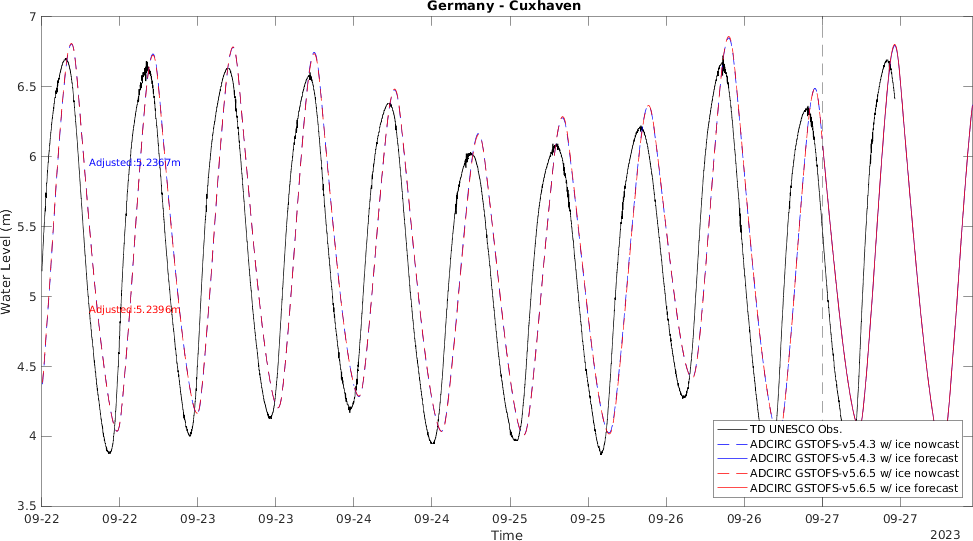 Germany - Cuxhaven
7
6.5
6
5.5
5
4.5
4
3.5
Water Level (m)
Adjusted:5.2367m
Adjusted:5.2396m
TD UNESCO Obs.
ADCIRC GSTOFS-v5.4.3 w/ ice nowcast
ADCIRC GSTOFS-v5.4.3 w/ ice forecast
ADCIRC GSTOFS-v5.6.5 w/ ice nowcast
ADCIRC GSTOFS-v5.6.5 w/ ice forecast
09-22 09-22 09-23 09-23 09-24 09-24 09-25 09-25 09-26 09-26 09-27 09-27
Time
2023